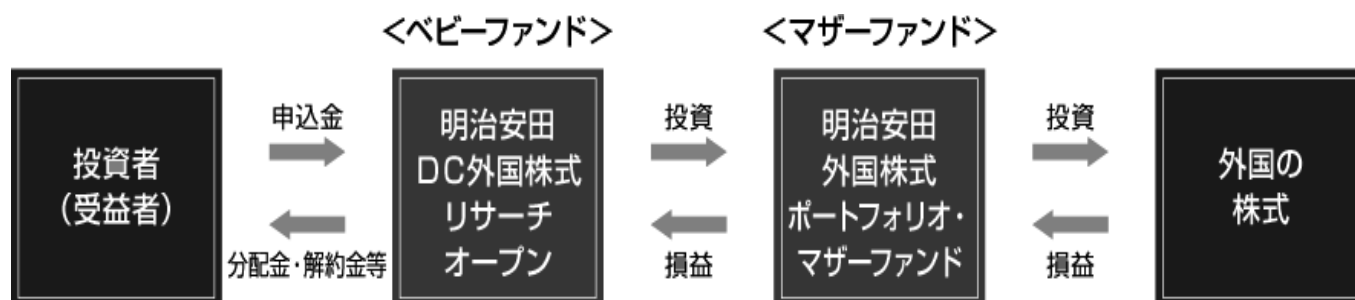 ＜ベビーファンド＞
＜マザーファンド＞
投資者
（受益者）
申込金
分配金・解約金等
明治安田
ＤＣ外国株式
リサーチ
オープン
投資
損益
明治安田
外国株式
ポートフォリオ・
マザーファンド
投資
損益
外国の
株式